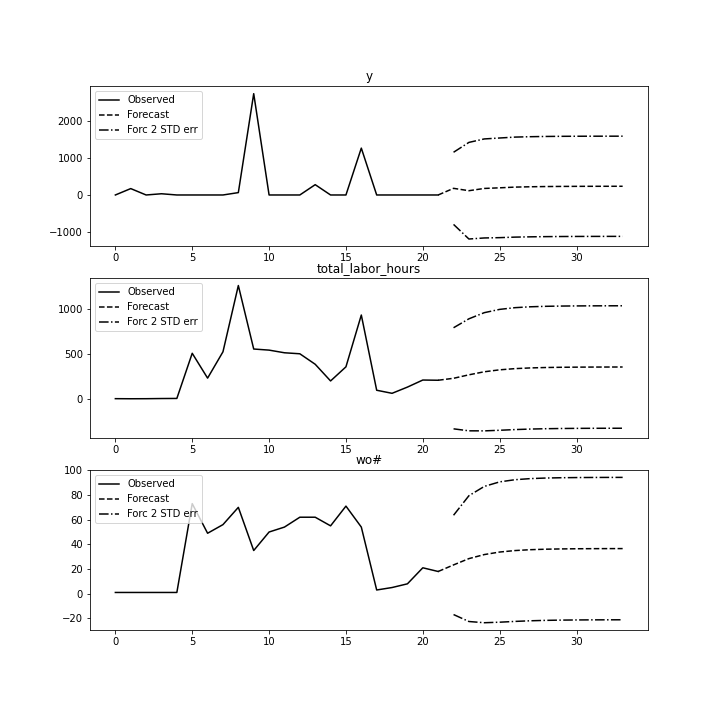 y
Observed
Forecast
Forc 2 STD err
2000
1000
0
−1000
0 5 10 15 20 25 30
total_labor_hours
Observed
Forecast
Forc 2 STD err
1000
500
0
0 5 10 15 20 25 30
wo#
Observed
Forecast
Forc 2 STD err
100
80
60
40
20
0
−20
0 5 10 15 20 25 30